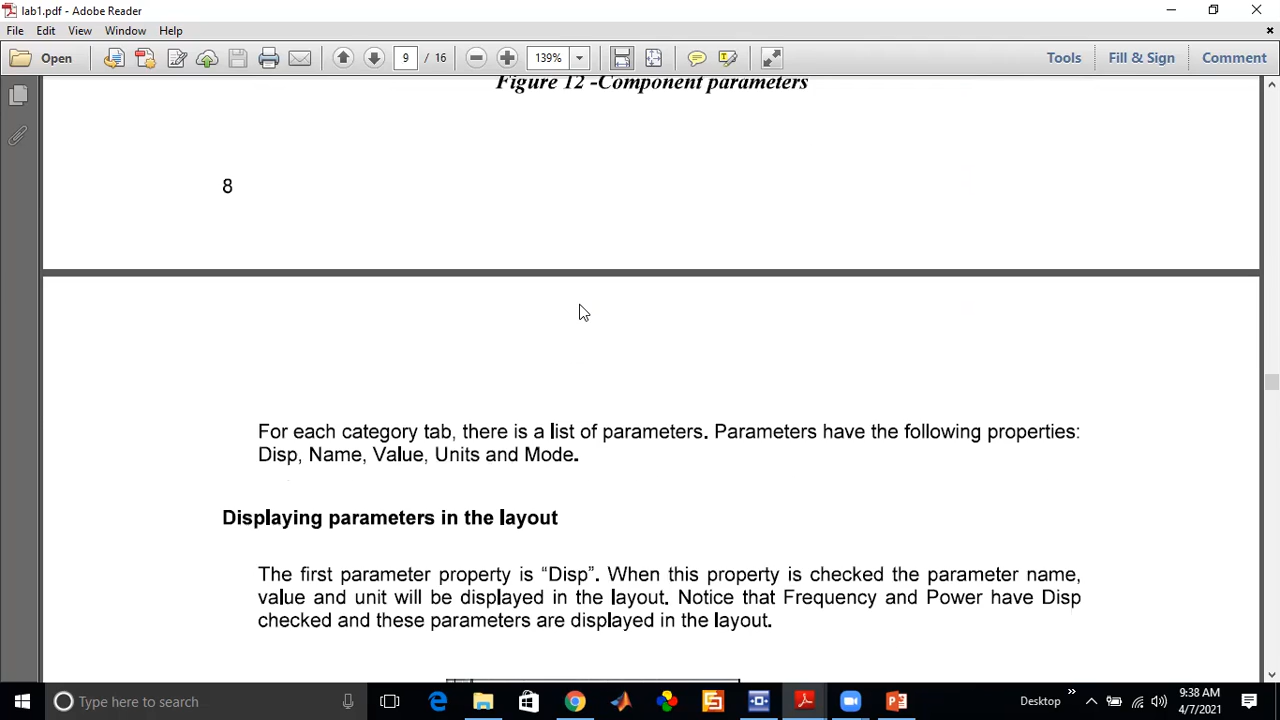 lab1.pdf - Adobe Reader
File Edit View Window Help
Open 9 / 16 139% Tools Fill & Sign Comment
Figure 12 -Component parameters
8
For each category tab, there is a list of parameters. Parameters have the following properties:
Disp, Name, Value, Units and Mode.
Displaying parameters in the layout
The first parameter property is “Disp”. When this property is checked the parameter name,
value and unit will be displayed in the layout. Notice that Frequency and Power have Disp
checked and these parameters are displayed in the layout.
Type here to search
Desktop
9:38 AM
4/7/2021